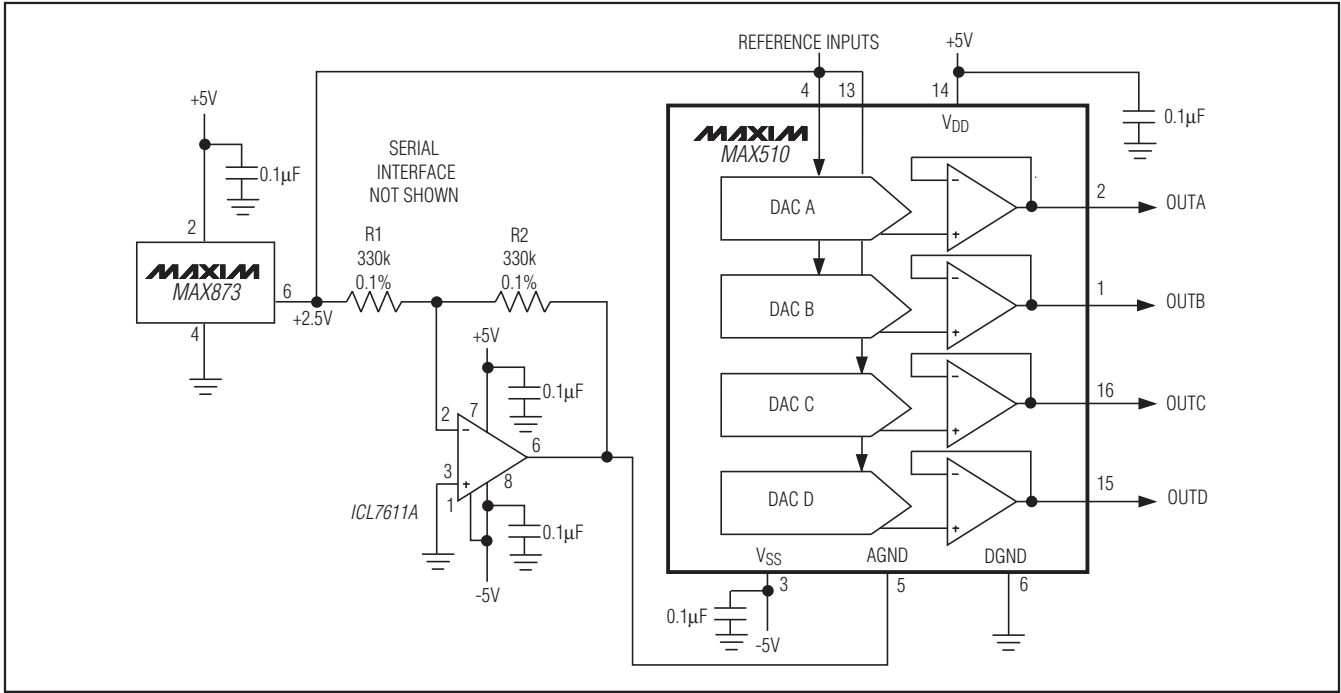 REFERENCE INPUTS
+5V
4
13
14
VDD
0.1µF
MAXIM
MAX510
+5V
0.1µF
SERIAL
INTERFACE
NOT SHOWN
2
MAXIM
MAX873
6
+2.5V
4
R1
330k
0.1%
R2
330k
0.1%
+5V
0.1µF
2
7
3
1
6
8
ICL7611A
0.1µF
-5V
DAC A
-
+
2
OUTA
DAC B
-
+
1
OUTB
DAC C
-
+
16
OUTC
DAC D
-
+
15
OUTD
-
+
VSS
AGND
DGND
3
5
6
0.1µF
-5V